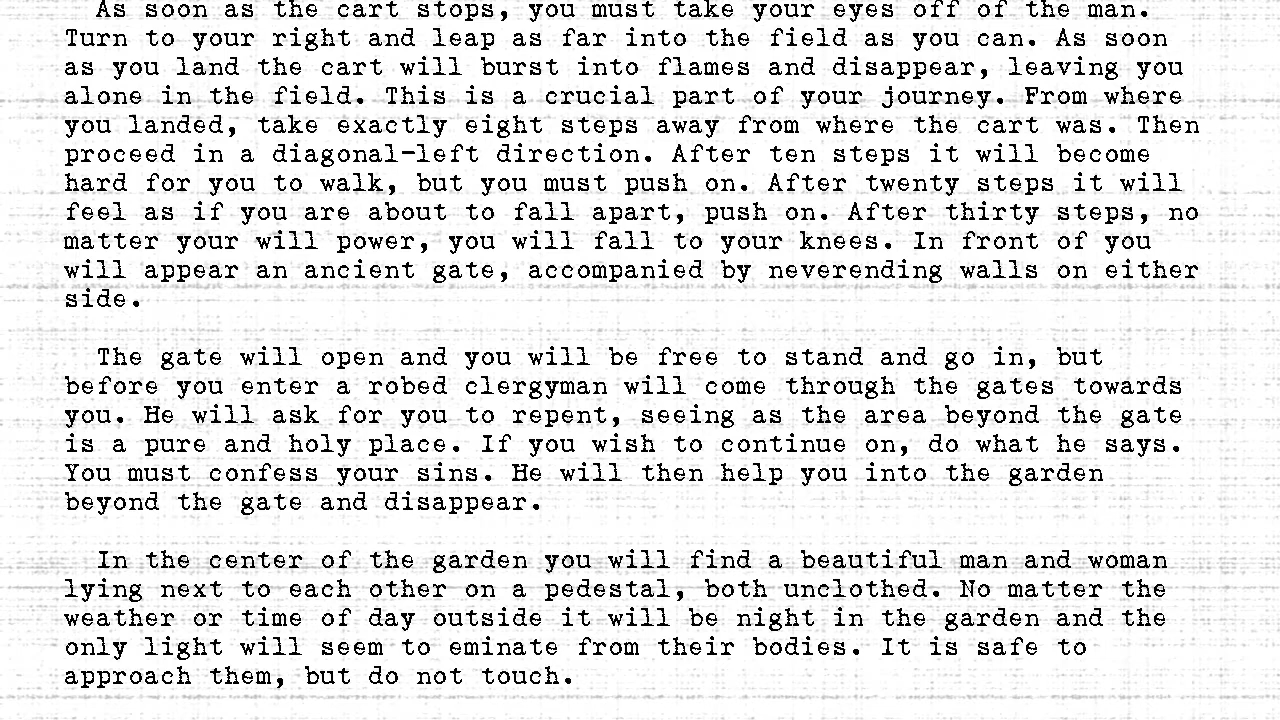 As soon as the cart stops, you must take your eyes off of the man.
Turn to your right and leap as far into the field as you can. As soon
as you land the cart will burst into flames and disappear, leaving you
alone in the field. This is a crucial part of your journey. From where
you landed, take exactly eight steps away from where the cart was. Then
proceed in a diagonal-left direction. After ten steps it will become
hard for you to walk, but you must push on. After twenty steps it will
feel as if you are about to fall apart, push on. After thirty steps, no
matter your will power, you will fall to your knees. In front of you
will appear an ancient gate, accompanied by neverending walls on either
side.

The gate will open and you will be free to stand and go in, but
before you enter a robed clergyman will come through the gates towards
you. He will ask for you to repent, seeing as the area beyond the gate
is a pure and holy place. If you wish to continue on, do what he says.
You must confess your sins. He will then help you into the garden
beyond the gate and disappear.

In the center of the garden you will find a beautiful man and woman
lying next to each other on a pedestal, both unclothed. No matter the
weather or time of day outside it will be night in the garden and the
only light will seem to eminate from their bodies. It is safe to
approach them, but do not touch.